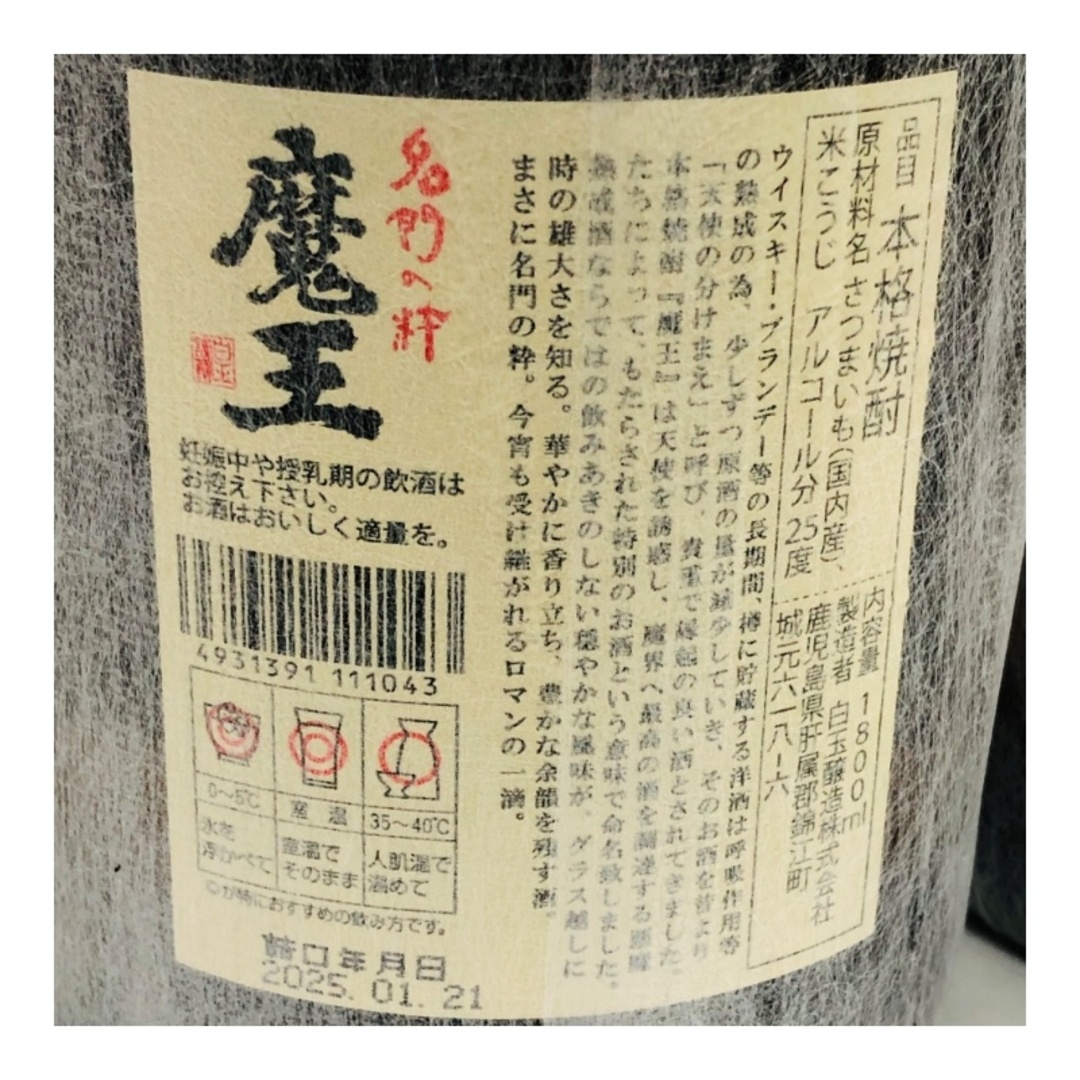 品目 本格焼酎
原材料名 さつまいも(国内産)、
米こうじ アルコール分25度
内容量 1800ml
製造者 白玉醸造株式会社
鹿児島県肝属郡錦江町
城元六一八ー六
ウイスキー・ブランデー等の長期間、樽に貯蔵する洋酒は呼吸作用等
の熟成の為、少しずつ原酒の量が減少していき、そのお酒を昔より
「天使の分けまえ」と呼び、貴重で縁起の良い酒とされてきました。
本格焼酎『魔王』は天使を誘惑し、魔界へ最高の酒を調達する悪魔
たちによって、もたらされた特別のお酒という意味で命名致しました。
熟成酒ならではの飲みあきのしない穏やかな風味が、グラス越しに
時の雄大さを知る。華やかに香り立ち、豊かな余韻を残す酒。
まさに名門の粋。今宵も受け継がれるロマンの一滴。
名門の粋
魔王
白玉
妊娠中や授乳期の飲酒は
お控え下さい。
お酒はおいしく適量を。
4931391 111043
0〜5℃ 室温 35〜40℃
氷を
浮かべて
室温で
そのまま
人肌温で
温めて
◎が特におすすめの飲み方です。
詰口年月日
2025. 01. 21